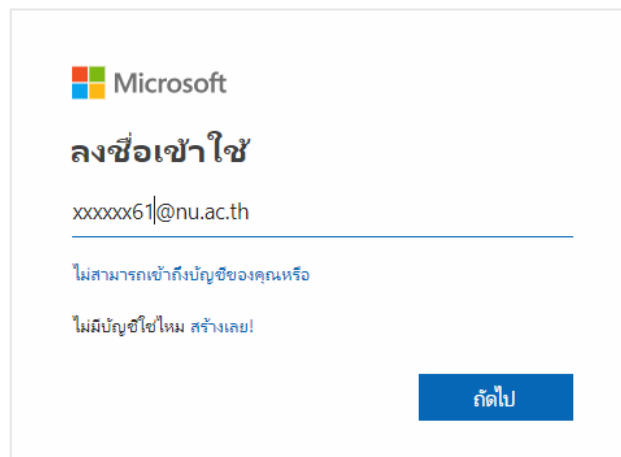 Microsoft
ลงชื่อเข้าใช้
xxxxxx61@nu.ac.th
ไม่สามารถเข้าถึงบัญชีของคุณหรือ
ไม่มีบัญชีใช่ไหม สร้างเลย!
ถัดไป